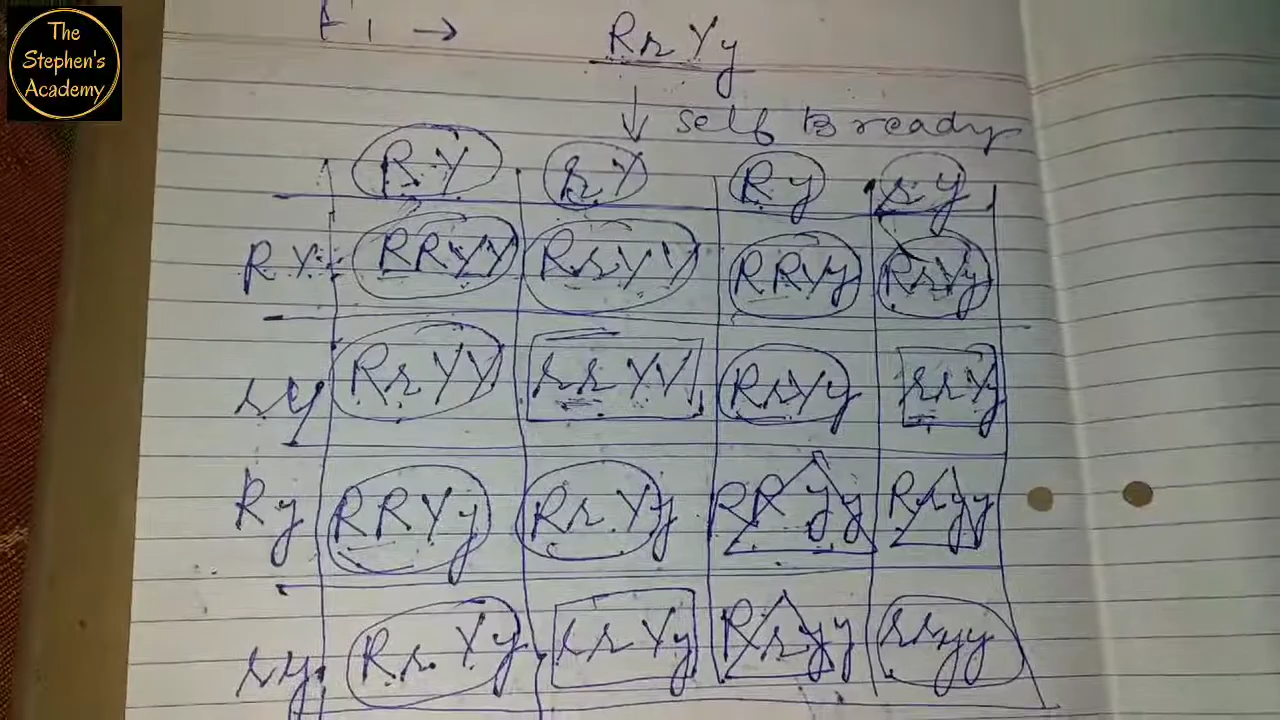 The
Stephen's
Academy
F1 → RrYy
↓ self B ready
RY rY Ry ry
RY RRYY RrYY RRYy RrYy
ry RrYY rrYY RrYy rrYy
Ry RRYy RrYy RRyy Rryy
ry RrYy rrYy Rryy rryy